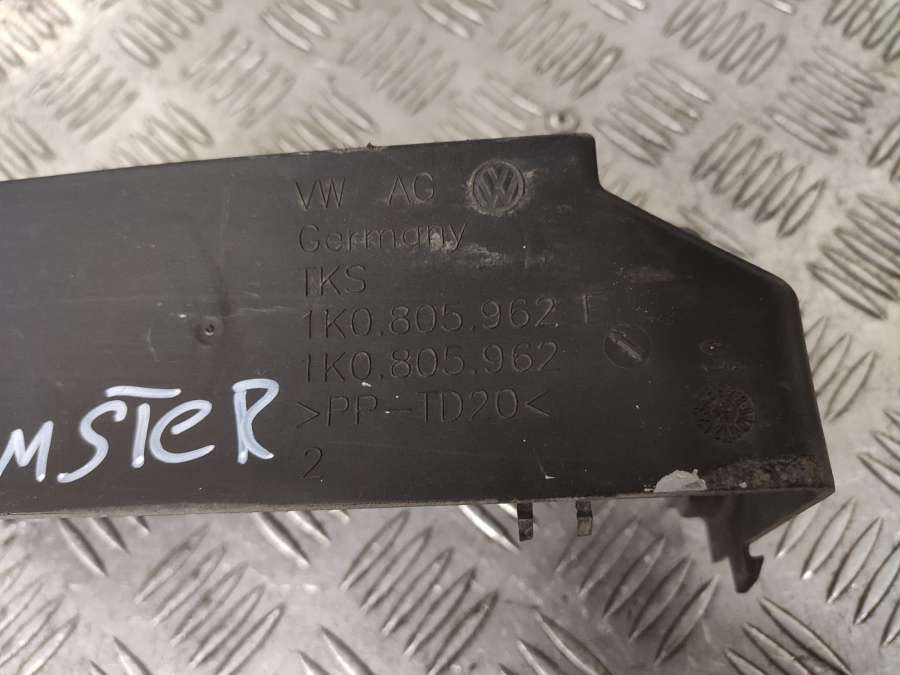 VW AG
Germany
TKS
1K0.805.962 F
1K0.805.962
>PP-TD20<
2
MSTER